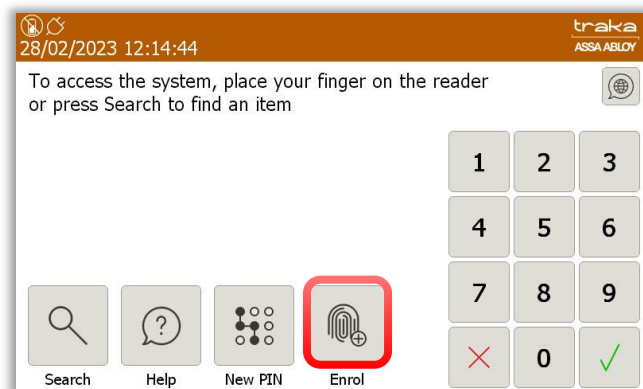 traka
28/02/2023 12:14:44
ASSA ABLOY
To access the system, place your finger on the reader
or press Search to find an item
1 2 3
4 5 6
7 8 9
0
Search Help New PIN Enrol